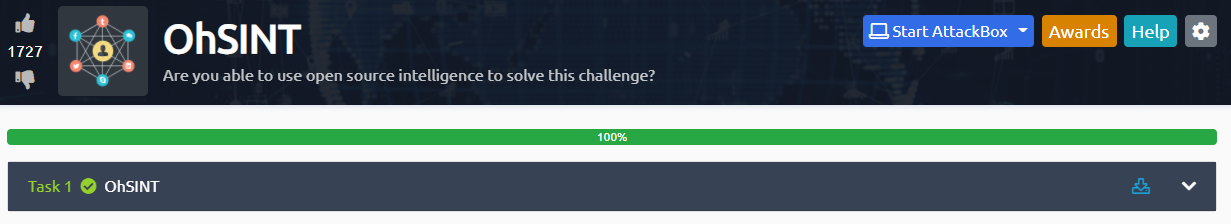 1727
OhSINT
Are you able to use open source intelligence to solve this challenge?
Start AttackBox
Awards
Help
100%
Task 1 OhSINT